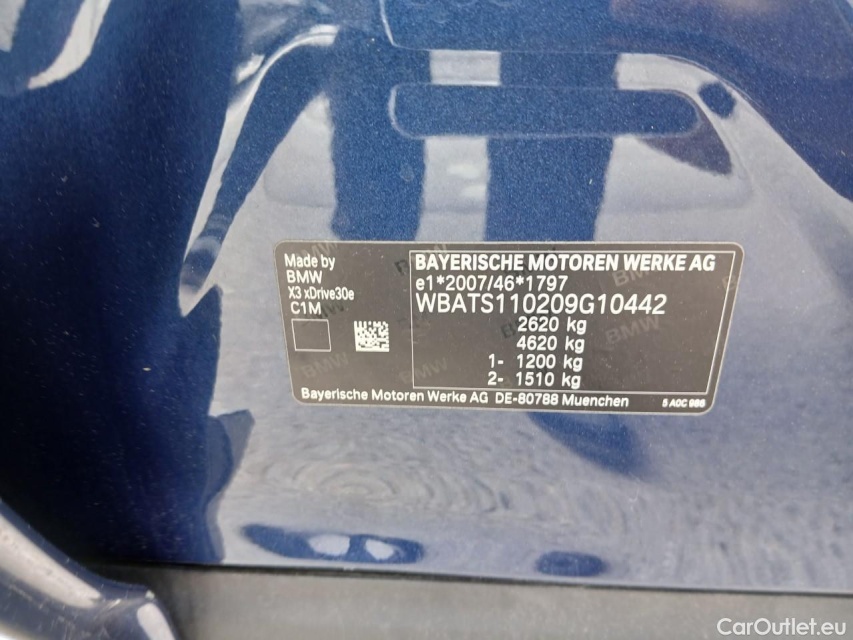 Made by
BMW
X3 xDrive30e
C1M
BAYERISCHE MOTOREN WERKE AG
e1*2007/46*1797
WBATS110209G10442
2620 kg
4620 kg
1- 1200 kg
2- 1510 kg
Bayerische Motoren Werke AG DE-80788 Muenchen
5 A0C 986
CarOutlet.eu